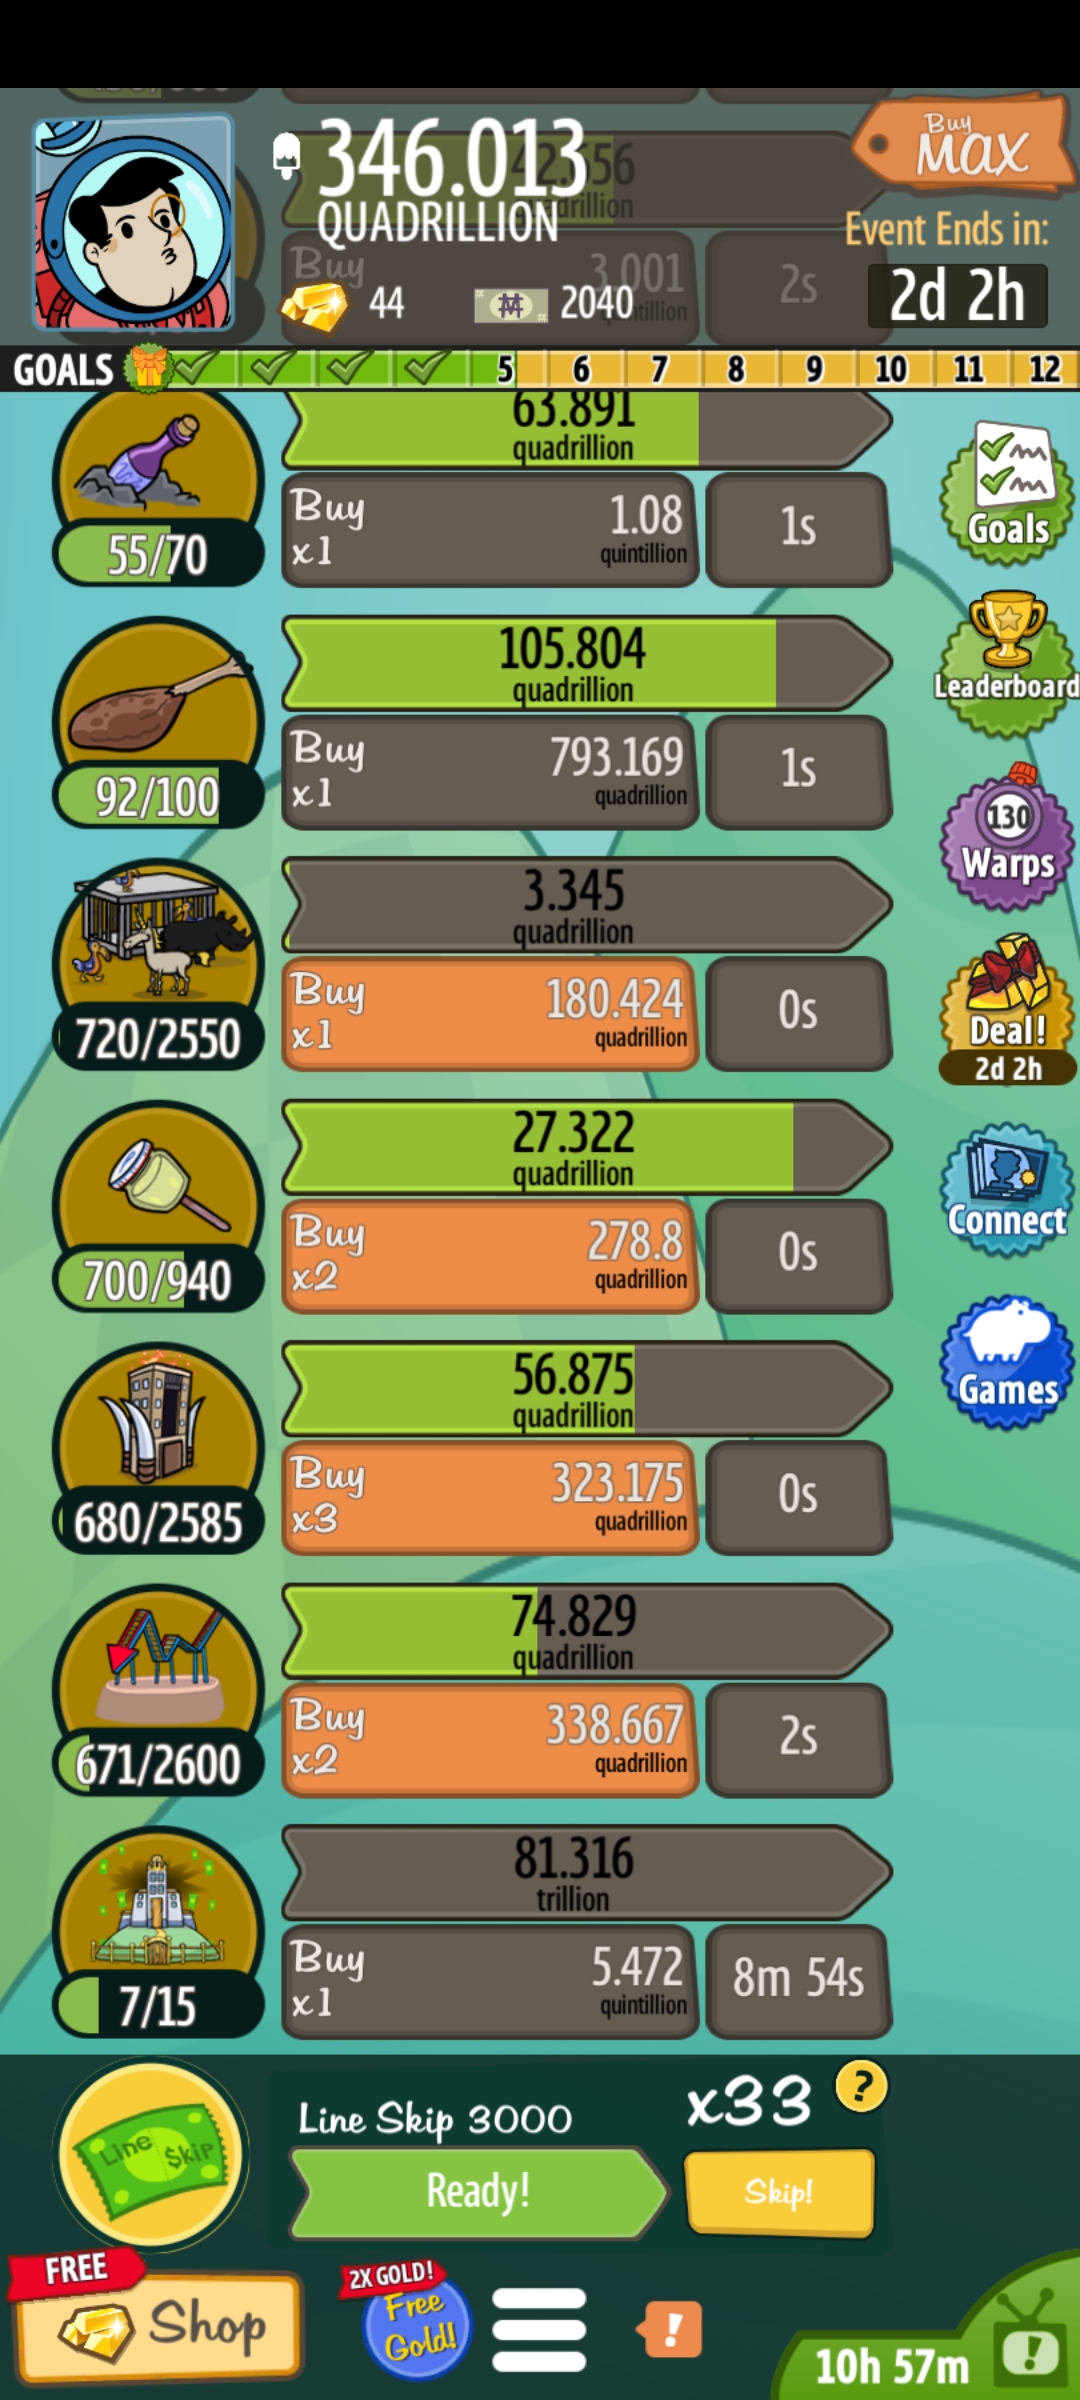 346.013
QUADRILLION
Buy
MAX
Event Ends in:
2d 2h
44
2040
Buy
3.001
2s
GOALS
5 6 7 8 9 10 11 12
63.891
quadrillion
55/70
Buy
x1
1.08
quintillion
1s
Goals
105.804
quadrillion
92/100
Buy
x1
793.169
quadrillion
1s
Leaderboard
130
Warps
3.345
quadrillion
720/2550
Buy
x1
180.424
quadrillion
0s
Deal!
2d 2h
27.322
quadrillion
700/940
Buy
x2
278.8
quadrillion
0s
Connect
56.875
quadrillion
680/2585
Buy
x3
323.175
quadrillion
0s
Games
74.829
quadrillion
671/2600
Buy
x2
338.667
quadrillion
2s
81.316
trillion
7/15
Buy
x1
5.472
quintillion
8m 54s
Line Skip
Line Skip 3000
x33
?
Ready!
Skip!
FREE
Shop
2X GOLD!
Free
Gold!
!
10h 57m
!